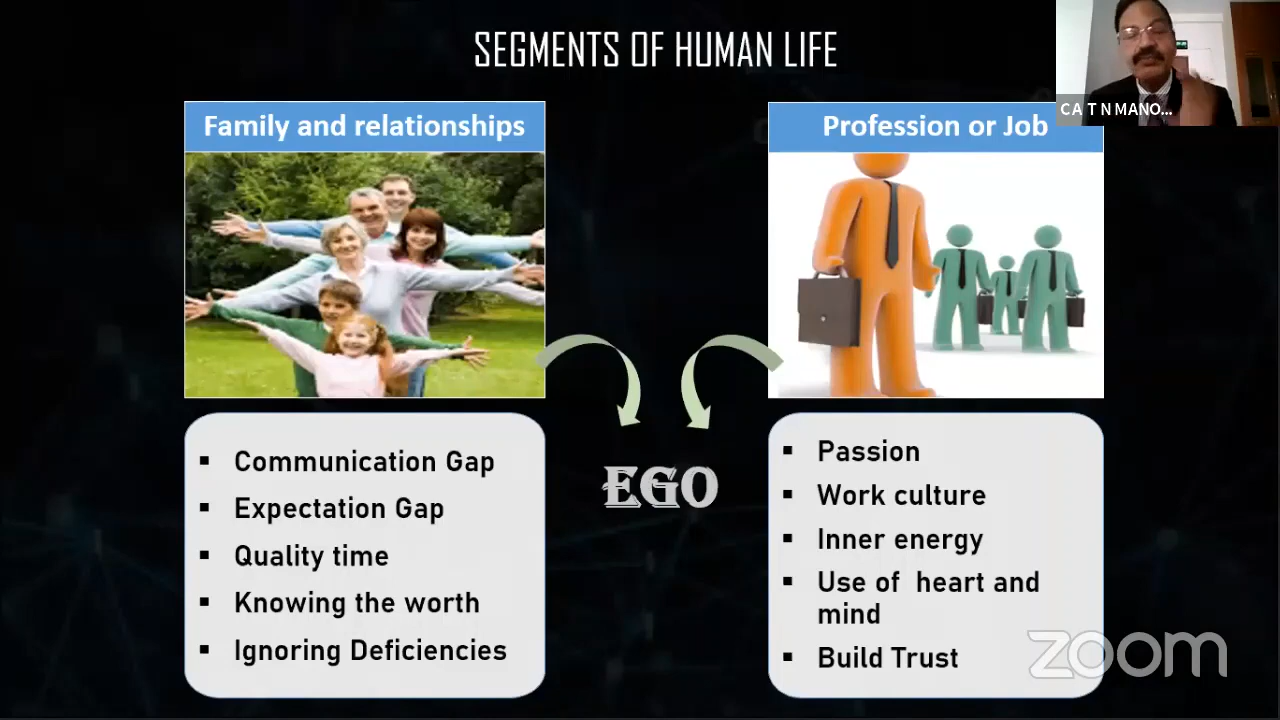 SEGMENTS OF HUMAN LIFE
CA T N MANO...
Family and relationships
Profession or Job
▪ Communication Gap
▪ Expectation Gap
▪ Quality time
▪ Knowing the worth
▪ Ignoring Deficiencies
EGO
▪ Passion
▪ Work culture
▪ Inner energy
▪ Use of heart and
mind
▪ Build Trust
zoom